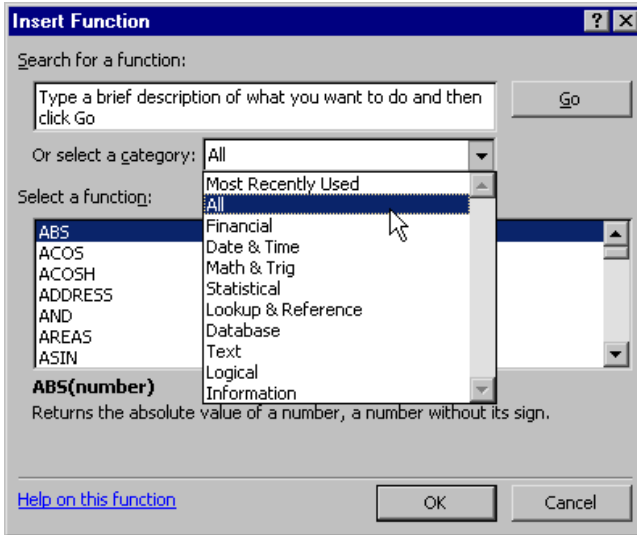 Insert Function
Search for a function:
Type a brief description of what you want to do and then
click Go
Go
Or select a category: All
Most Recently Used
All
Financial
Date & Time
Math & Trig
Statistical
Lookup & Reference
Database
Text
Logical
Information
Select a function:
ABS
ACOS
ACOSH
ADDRESS
AND
AREAS
ASIN
ABS(number)
Returns the absolute value of a number, a number without its sign.
Help on this function
OK
Cancel